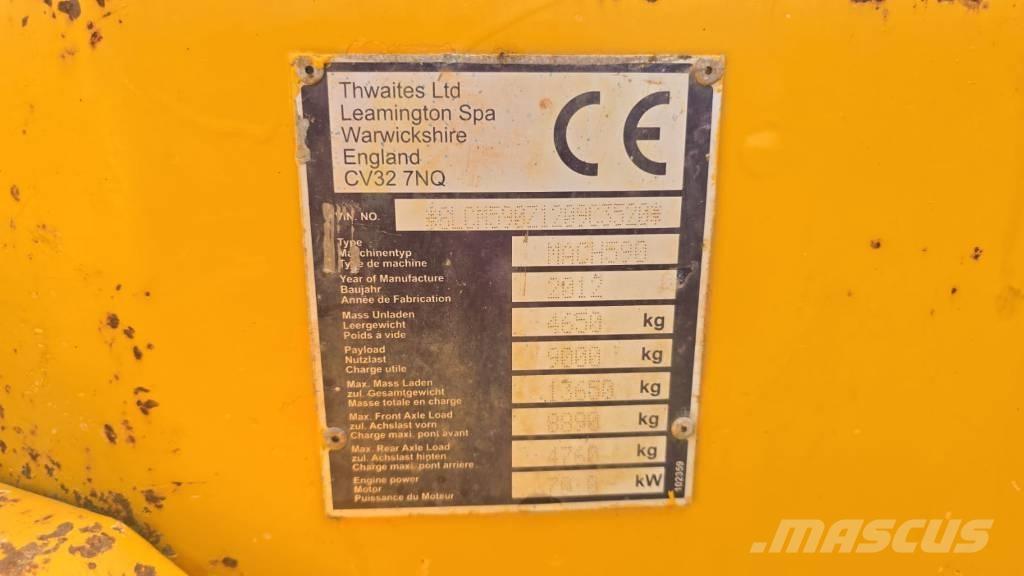 Thwaites Ltd
Leamington Spa
Warwickshire
England
CV32 7NQ
CE
V/N. NO.
Type MACH590
Maschinentyp
Type de machine
Year of Manufacture 2012
Baujahr
Année de Fabrication
Mass Unladen 4650 kg
Leergewicht
Poids à vide
Payload 9000 kg
Nutzlast
Charge utile
Max. Mass Laden 13650 kg
zul. Gesamtgewicht
Masse totale en charge
Max. Front Axle Load 8890 kg
zul. Achslast vorn
Charge maxi. pont avant
Max. Rear Axle Load 4760 kg
zul. Achslast hipten
Charge maxi. pont arriere
Engine power kW
Motor
Puissance du Moteur
102359
MASCUS